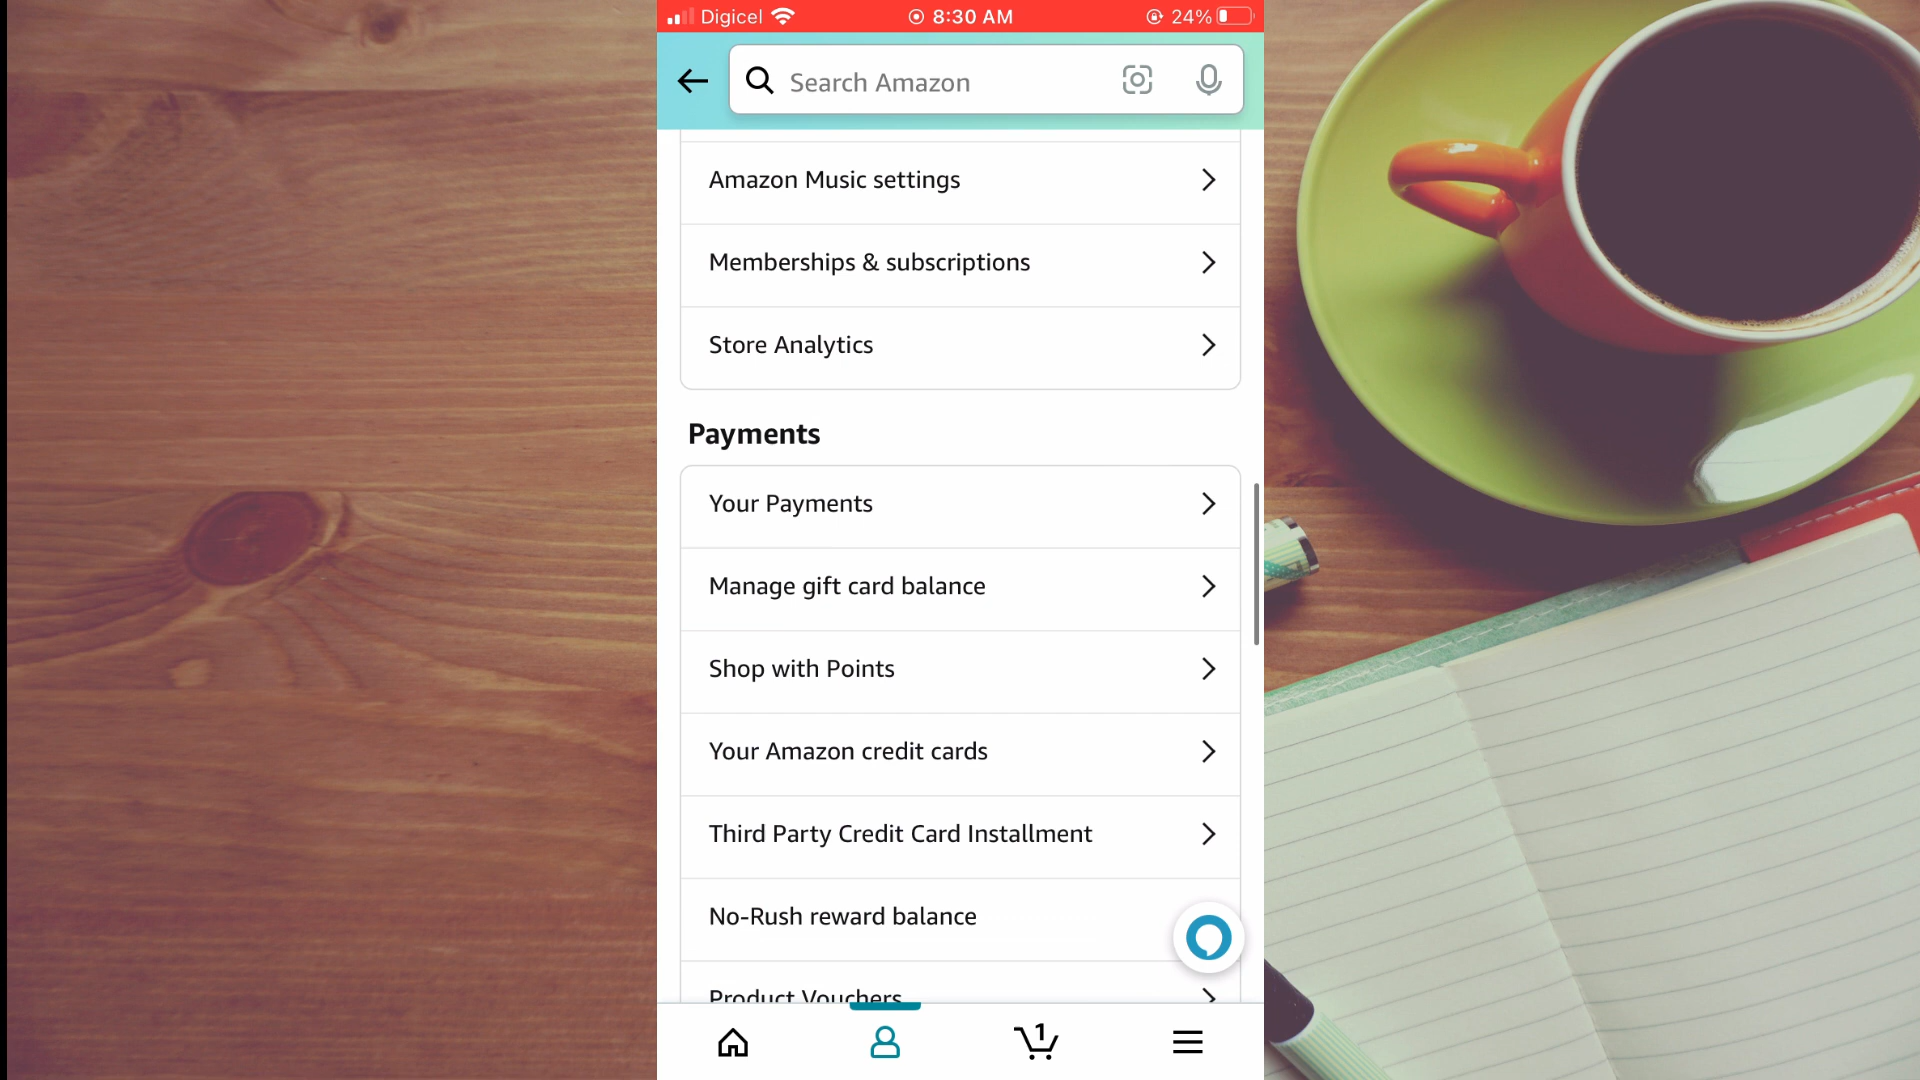 Digicel 8:30 AM 24%
Search Amazon
Amazon Music settings
Memberships & subscriptions
Store Analytics
Payments
Your Payments
Manage gift card balance
Shop with Points
Your Amazon credit cards
Third Party Credit Card Installment
No-Rush reward balance
Product Vouchers
1